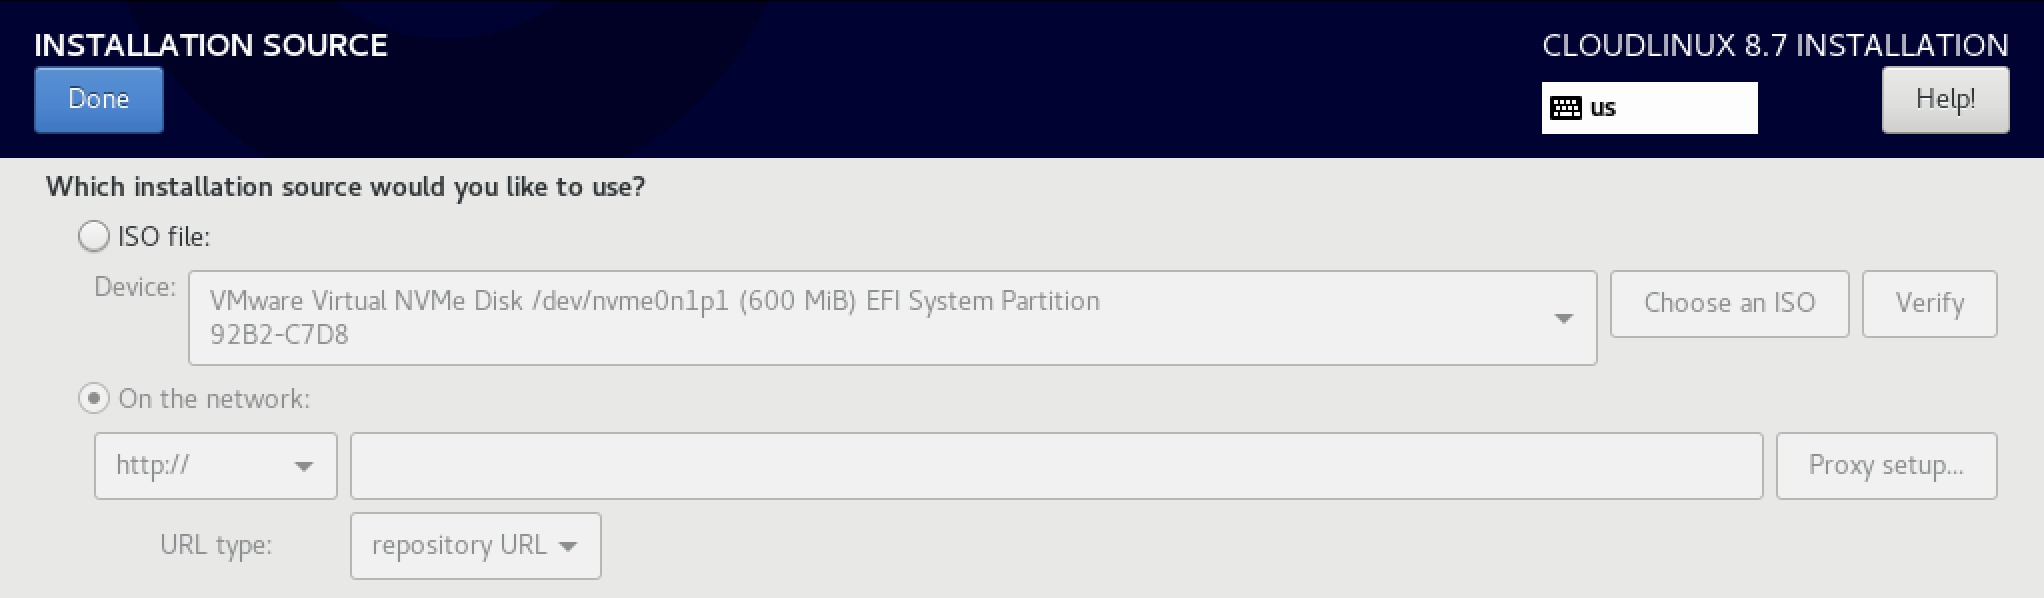 INSTALLATION SOURCE
CLOUDLINUX 8.7 INSTALLATION
Done
us
Help!
Which installation source would you like to use?
ISO file:
Device:
VMware Virtual NVMe Disk /dev/nvme0n1p1 (600 MiB) EFI System Partition
92B2-C7D8
Choose an ISO
Verify
On the network:
http://
Proxy setup...
URL type:
repository URL